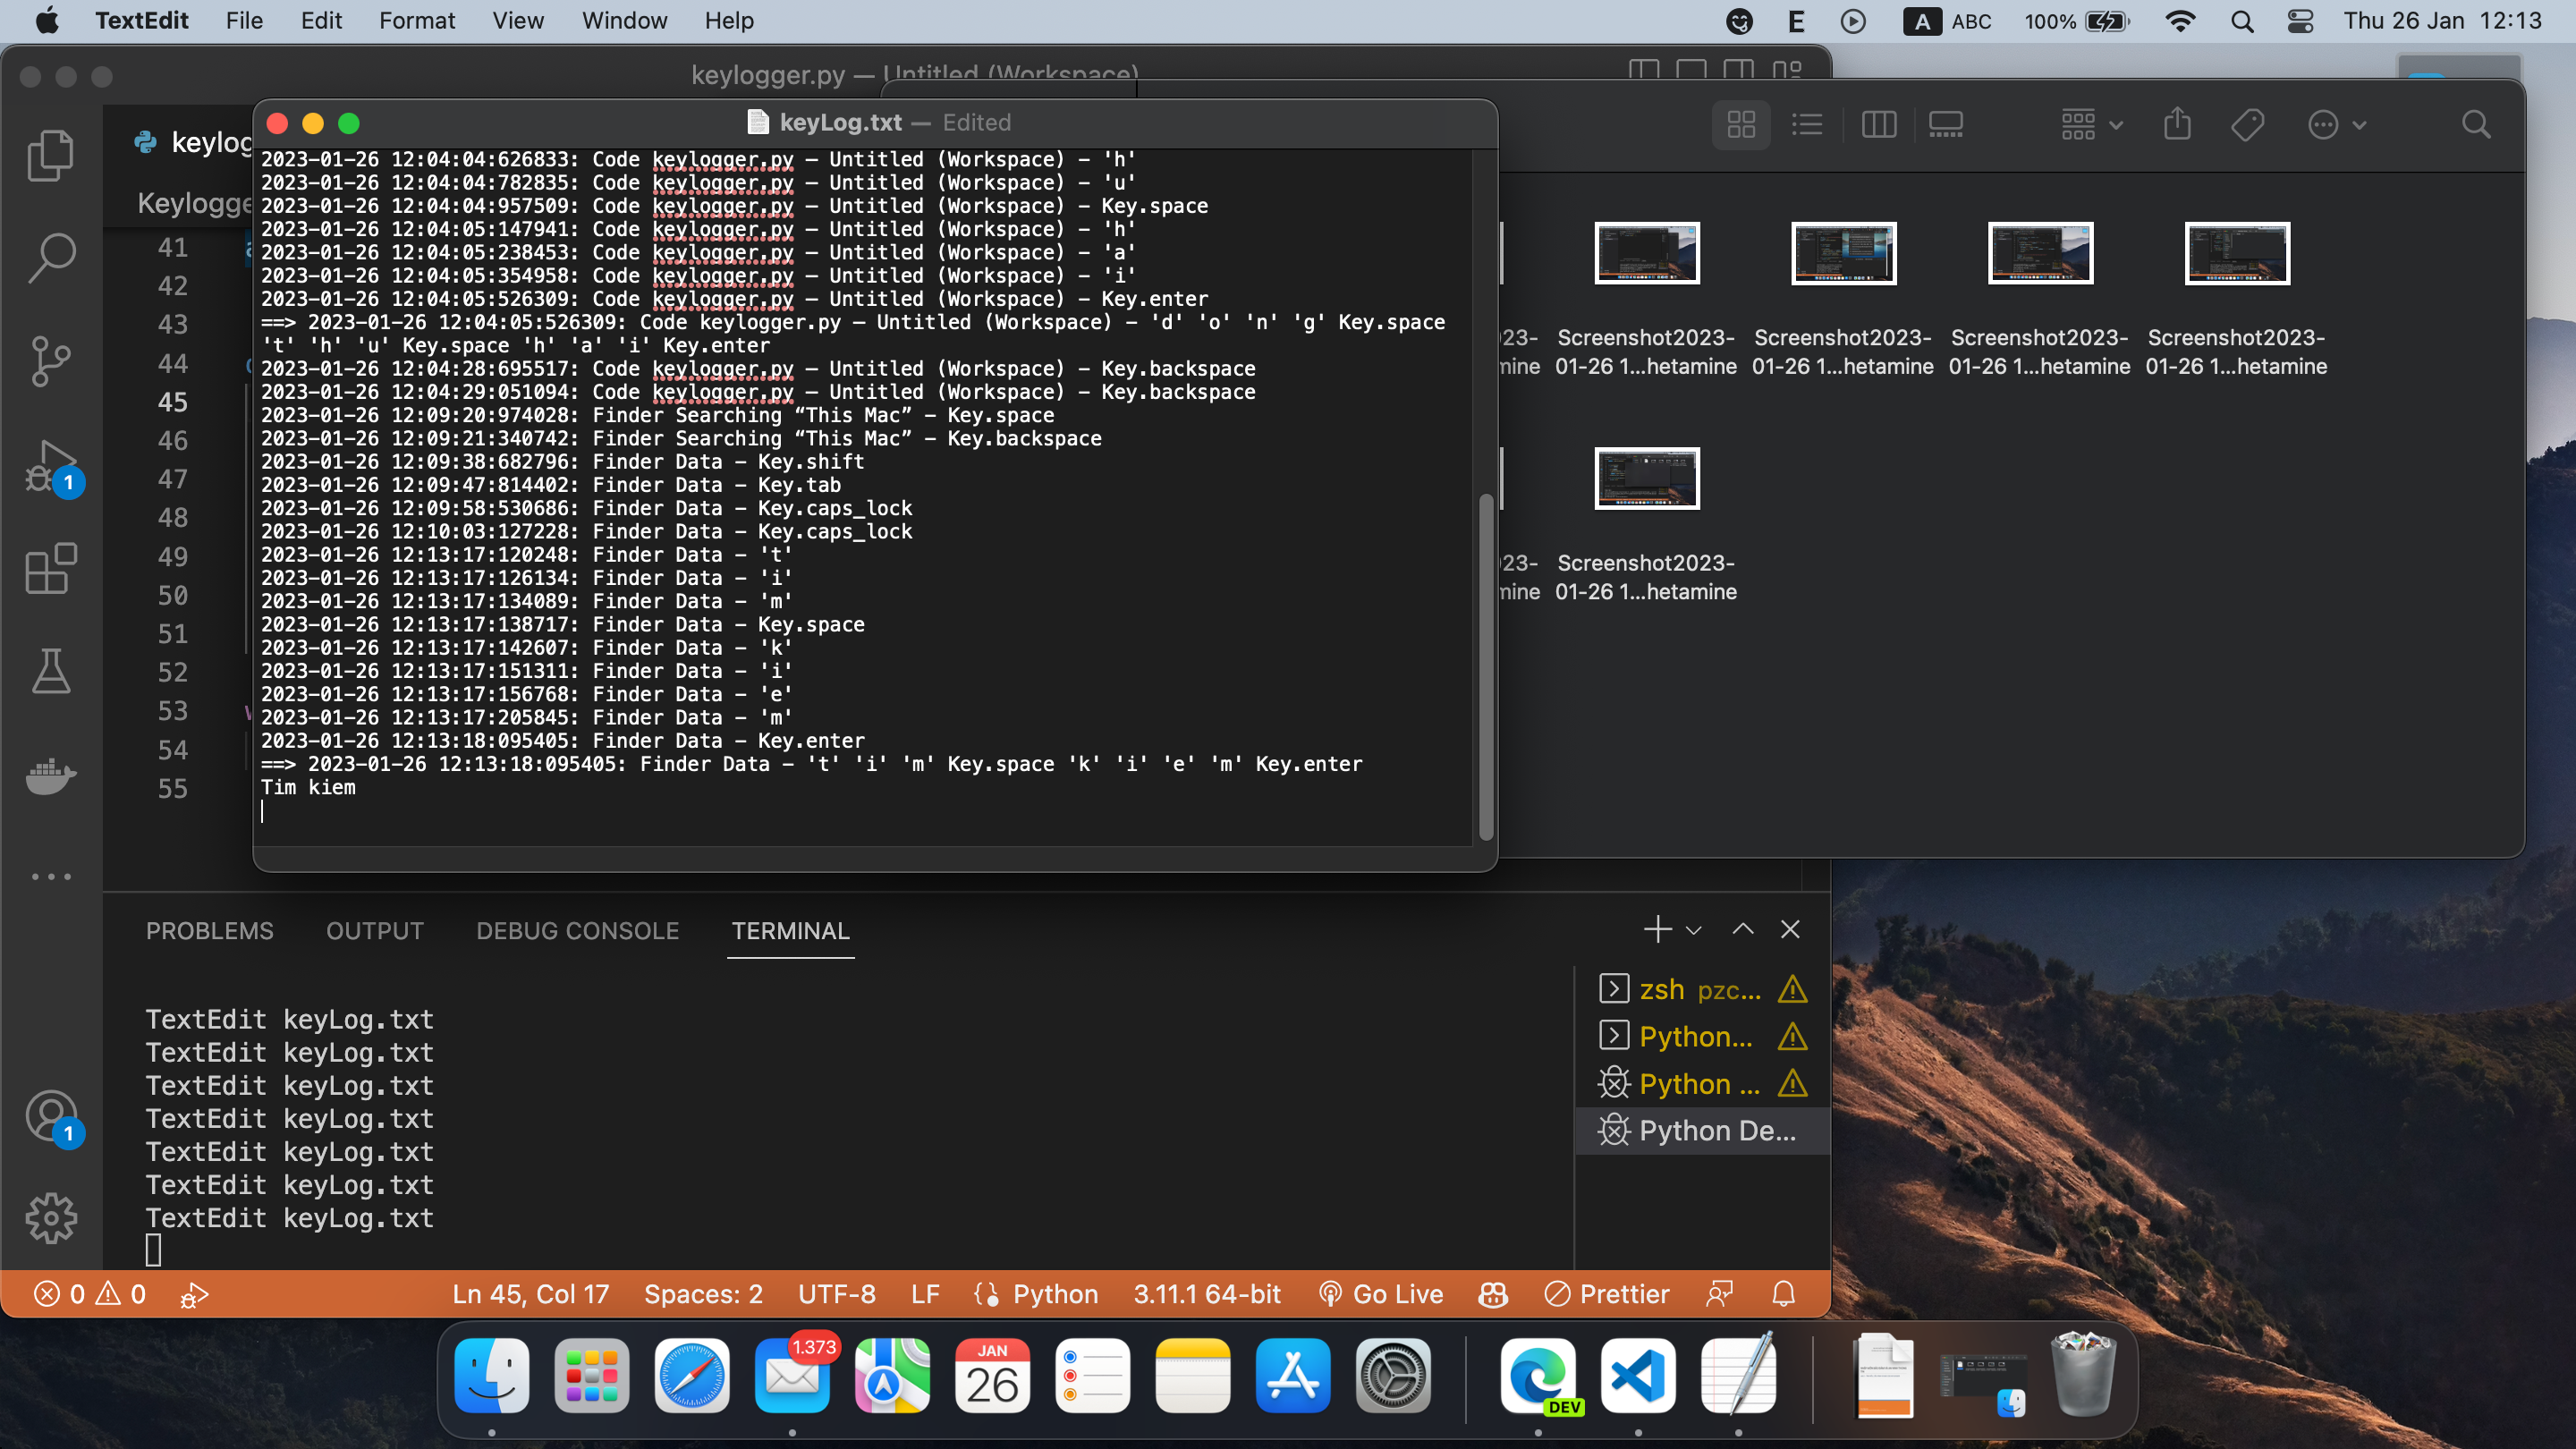 TextEdit File Edit Format View Window Help
E A ABC 100% Thu 26 Jan 12:13
keylogger.py — Untitled (Workspace)
keyLog.txt — Edited
keylog
Keylogge
2023-01-26 12:04:04:626833: Code keylogger.py — Untitled (Workspace) - 'h'
2023-01-26 12:04:04:782835: Code keylogger.py — Untitled (Workspace) - 'u'
2023-01-26 12:04:04:957509: Code keylogger.py — Untitled (Workspace) - Key.space
2023-01-26 12:04:05:147941: Code keylogger.py — Untitled (Workspace) - 'h'
2023-01-26 12:04:05:238453: Code keylogger.py — Untitled (Workspace) - 'a'
2023-01-26 12:04:05:354958: Code keylogger.py — Untitled (Workspace) - 'i'
2023-01-26 12:04:05:526309: Code keylogger.py — Untitled (Workspace) - Key.enter
==> 2023-01-26 12:04:05:526309: Code keylogger.py — Untitled (Workspace) - 'd' 'o' 'n' 'g' Key.space
't' 'h' 'u' Key.space 'h' 'a' 'i' Key.enter
2023-01-26 12:04:28:695517: Code keylogger.py — Untitled (Workspace) - Key.backspace
2023-01-26 12:04:29:051094: Code keylogger.py — Untitled (Workspace) - Key.backspace
2023-01-26 12:09:20:974028: Finder Searching “This Mac” - Key.space
2023-01-26 12:09:21:340742: Finder Searching “This Mac” - Key.backspace
2023-01-26 12:09:38:682796: Finder Data - Key.shift
2023-01-26 12:09:47:814402: Finder Data - Key.tab
2023-01-26 12:09:58:530686: Finder Data - Key.caps_lock
2023-01-26 12:10:03:127228: Finder Data - Key.caps_lock
2023-01-26 12:13:17:120248: Finder Data - 't'
2023-01-26 12:13:17:126134: Finder Data - 'i'
2023-01-26 12:13:17:134089: Finder Data - 'm'
2023-01-26 12:13:17:138717: Finder Data - Key.space
2023-01-26 12:13:17:142607: Finder Data - 'k'
2023-01-26 12:13:17:151311: Finder Data - 'i'
2023-01-26 12:13:17:156768: Finder Data - 'e'
2023-01-26 12:13:17:205845: Finder Data - 'm'
2023-01-26 12:13:18:095405: Finder Data - Key.enter
==> 2023-01-26 12:13:18:095405: Finder Data - 't' 'i' 'm' Key.space 'k' 'i' 'e' 'm' Key.enter
Tim kiem
41
42
43
44
45
46
47
48
49
50
51
52
53
54
55
1
23- Screenshot2023- Screenshot2023- Screenshot2023- Screenshot2023-
mine 01-26 1...hetamine 01-26 1...hetamine 01-26 1...hetamine 01-26 1...hetamine
23- Screenshot2023-
mine 01-26 1...hetamine
PROBLEMS OUTPUT DEBUG CONSOLE TERMINAL
TextEdit keyLog.txt
TextEdit keyLog.txt
TextEdit keyLog.txt
TextEdit keyLog.txt
TextEdit keyLog.txt
TextEdit keyLog.txt
TextEdit keyLog.txt
zsh pzc...
Python...
Python ...
Python De...
1
0 0 Ln 45, Col 17 Spaces: 2 UTF-8 LF Python 3.11.1 64-bit Go Live Prettier
1.373
JAN
26
DEV